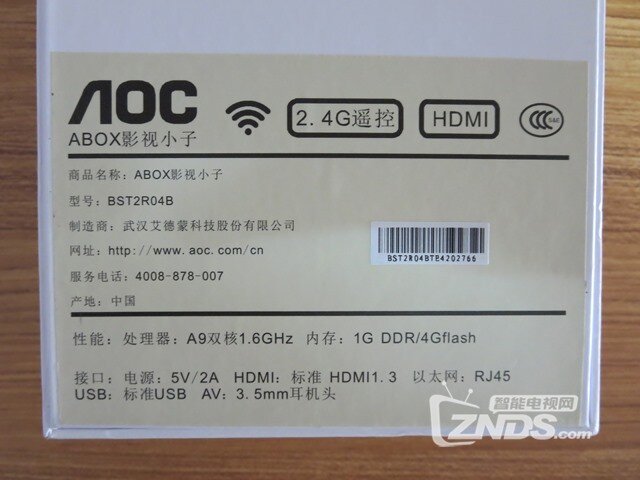 AOC
ABOX影视小子
2.4G遥控
HDMI
S&E
商品名称：ABOX影视小子
型号：BST2R04B
制造商：武汉艾德蒙科技股份有限公司
网址：http://www.aoc.com/cn
服务电话：4008-878-007
产地：中国
BST2R04BTE4202766
性能：处理器：A9双核1.6GHz 内存：1G DDR/4Gflash
接口：电源：5V/2A HDMI：标准 HDMI1.3 以太网：RJ45
USB：标准USB AV：3.5mm耳机头
智能电视网
ZNDS.com